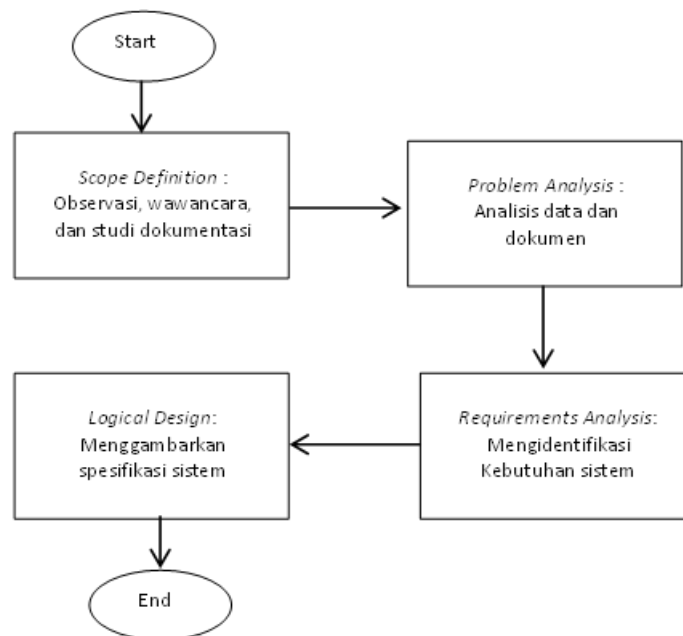 Start
Scope Definition :
Observasi, wawancara,
dan studi dokumentasi
Problem Analysis :
Analisis data dan
dokumen
Requirements Analysis:
Mengidentifikasi
Kebutuhan sistem
Logical Design:
Menggambarkan
spesifikasi sistem
End